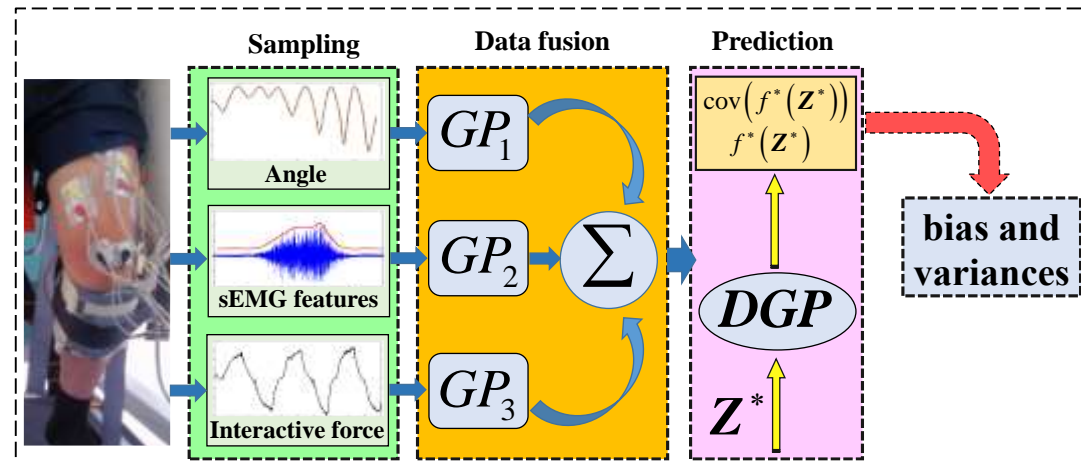 Sampling
Data fusion
Prediction
Angle
sEMG features
Interactive force
GP₁
GP₂
GP₃
∑
cov(f*(Z*))
f*(Z*)
DGP
Z*
bias and
variances